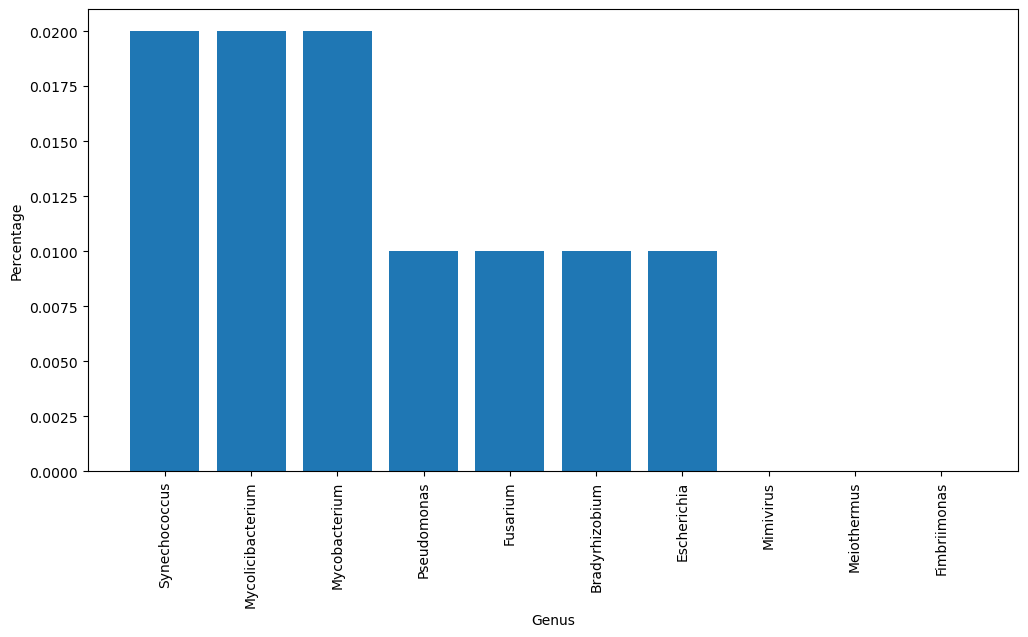 0.0200
0.0175
0.0150
0.0125
0.0100
0.0075
0.0050
0.0025
0.0000
Percentage
Synechococcus
Mycolicibacterium
Mycobacterium
Pseudomonas
Fusarium
Bradyrhizobium
Escherichia
Mimivirus
Meiothermus
Fimbriimonas
Genus